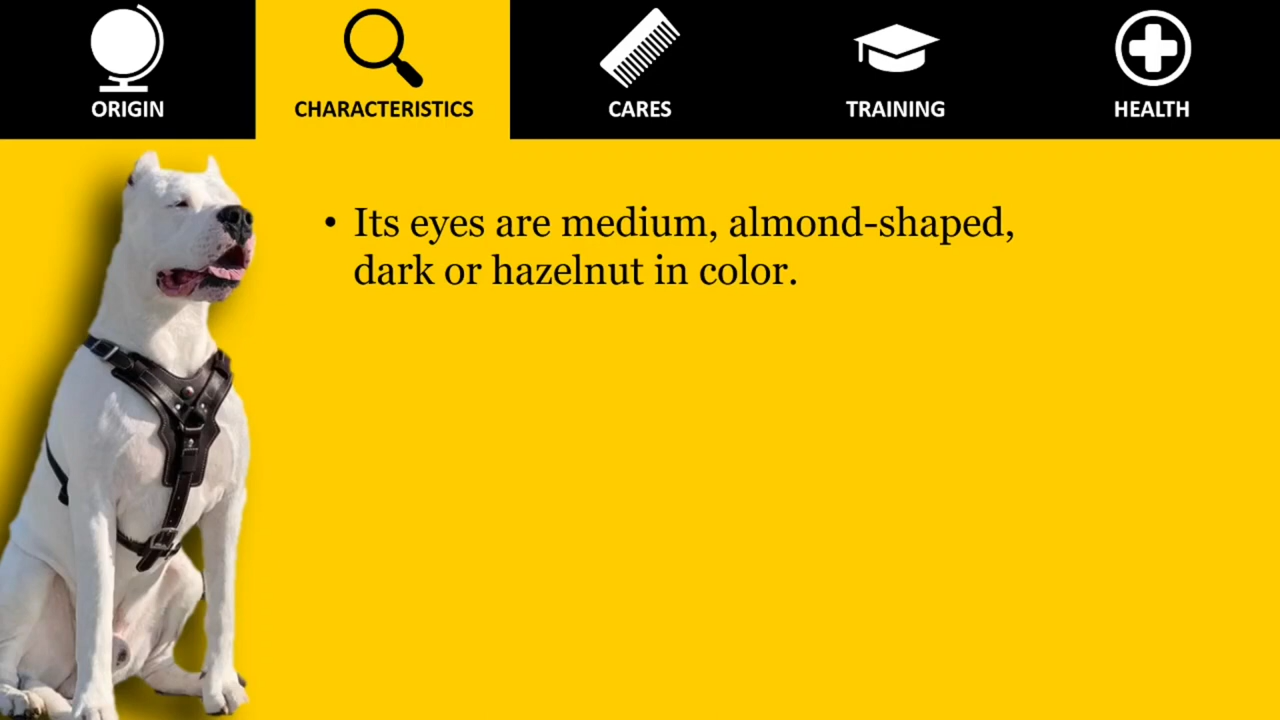 ORIGIN
CHARACTERISTICS
CARES
TRAINING
HEALTH
• Its eyes are medium, almond-shaped,
dark or hazelnut in color.